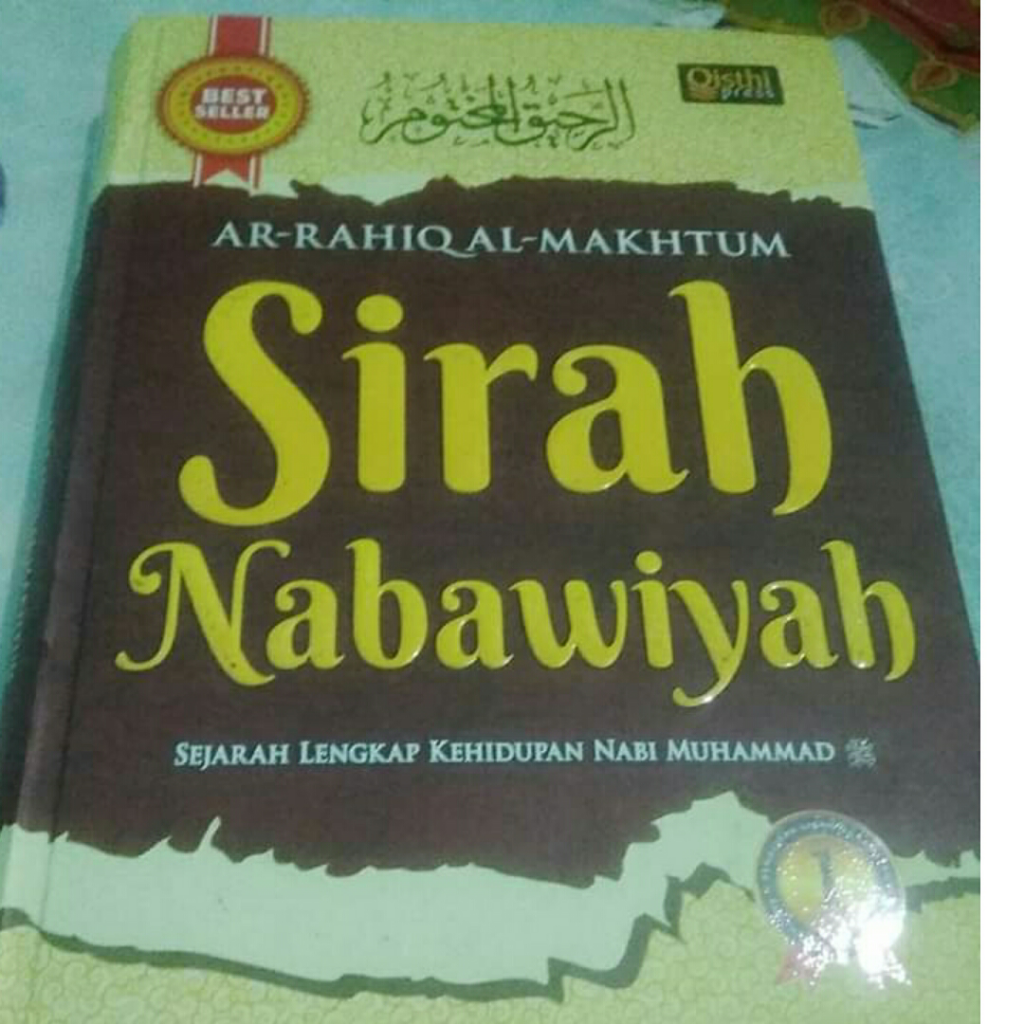 BEST
SELLER
الرحيق المختوم
Qisthi
press
AR-RAHIQ AL-MAKHTUM
Sirah
Nabawiyah
SEJARAH LENGKAP KEHIDUPAN NABI MUHAMMAD ﷺ
1